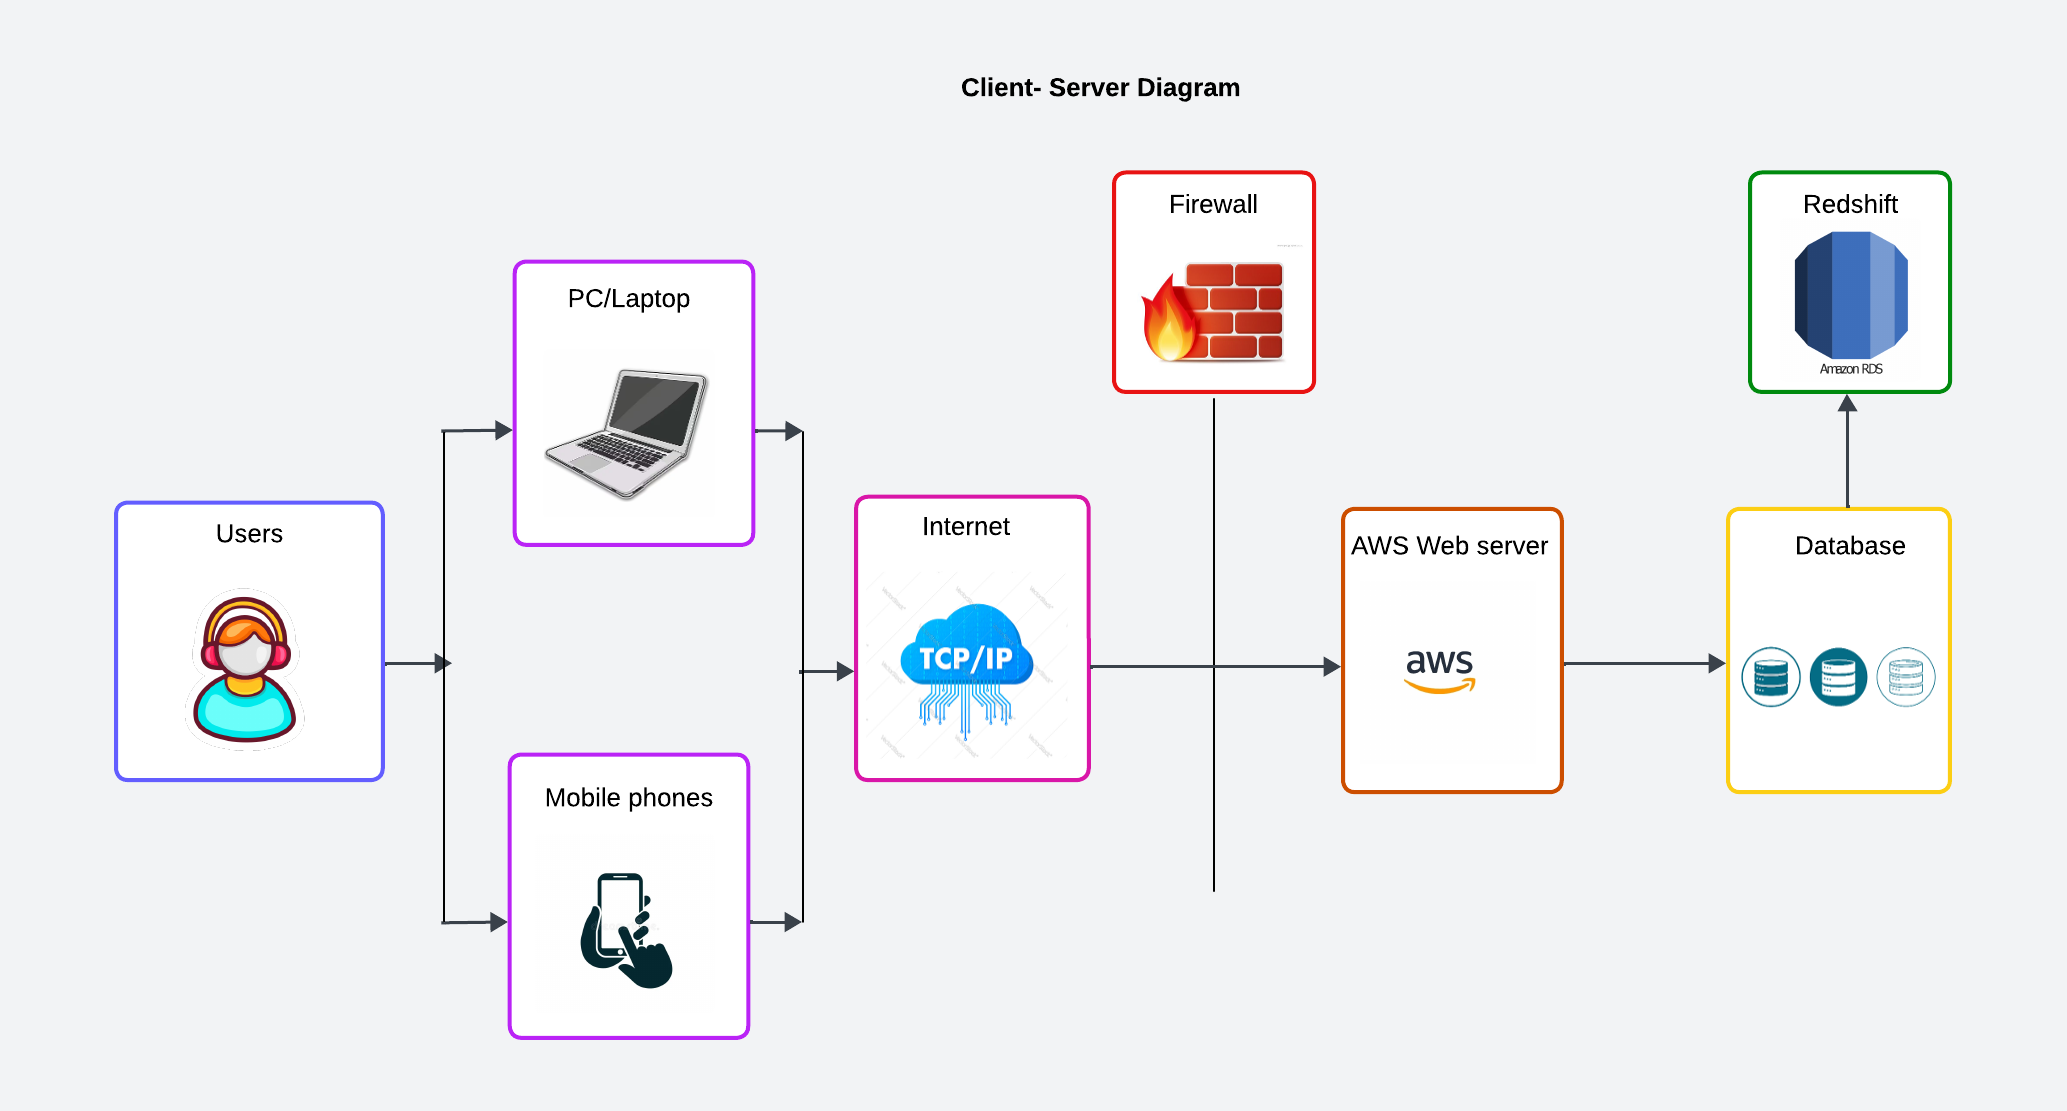 Client- Server Diagram
Firewall
Redshift
Amazon RDS
PC/Laptop
Users
Internet
TCP/IP
AWS Web server
aws
Database
Mobile phones